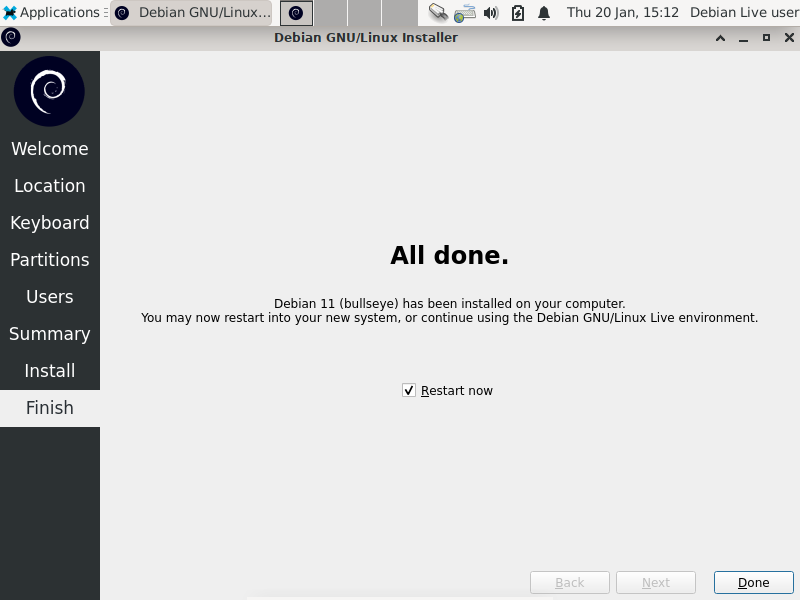 Applications
Debian GNU/Linux...
Thu 20 Jan, 15:12
Debian Live user
Debian GNU/Linux Installer
Welcome
Location
Keyboard
Partitions
Users
Summary
Install
Finish
All done.
Debian 11 (bullseye) has been installed on your computer.
You may now restart into your new system, or continue using the Debian GNU/Linux Live environment.
Restart now
Back
Next
Done